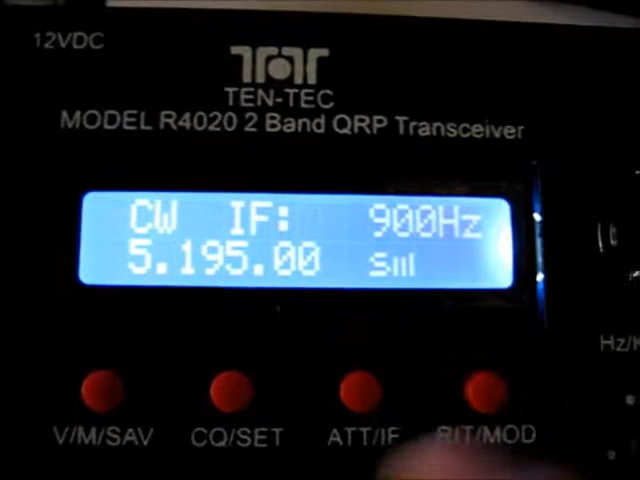 12VDC
TEN-TEC
MODEL R4020 2 Band QRP Transceiver
CW IF: 900Hz
5.195.00 S
V/M/SAV CQ/SET ATT/IF RIT/MOD
Hz/